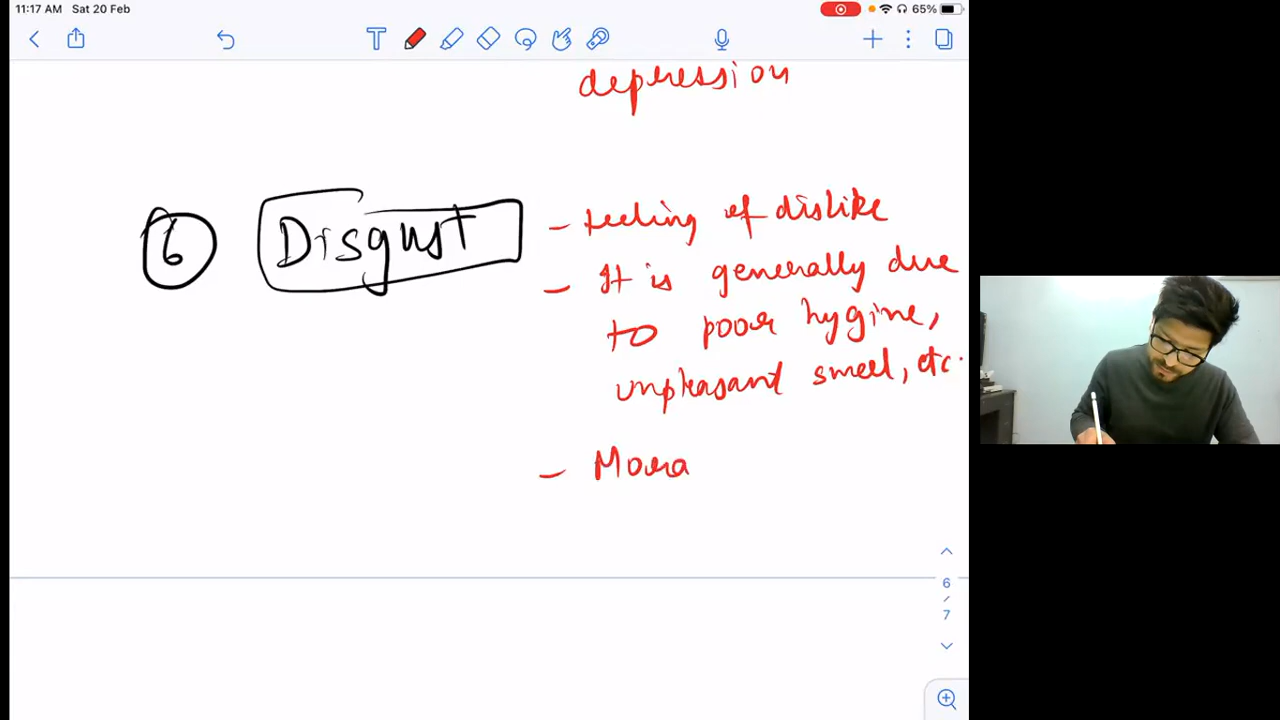 11:17 AM Sat 20 Feb
65%
depression
6 Disgust
- feeling of dislike
- It is generally due
to poor hygine,
unpleasant smell, etc.
- Mora
6
/
7